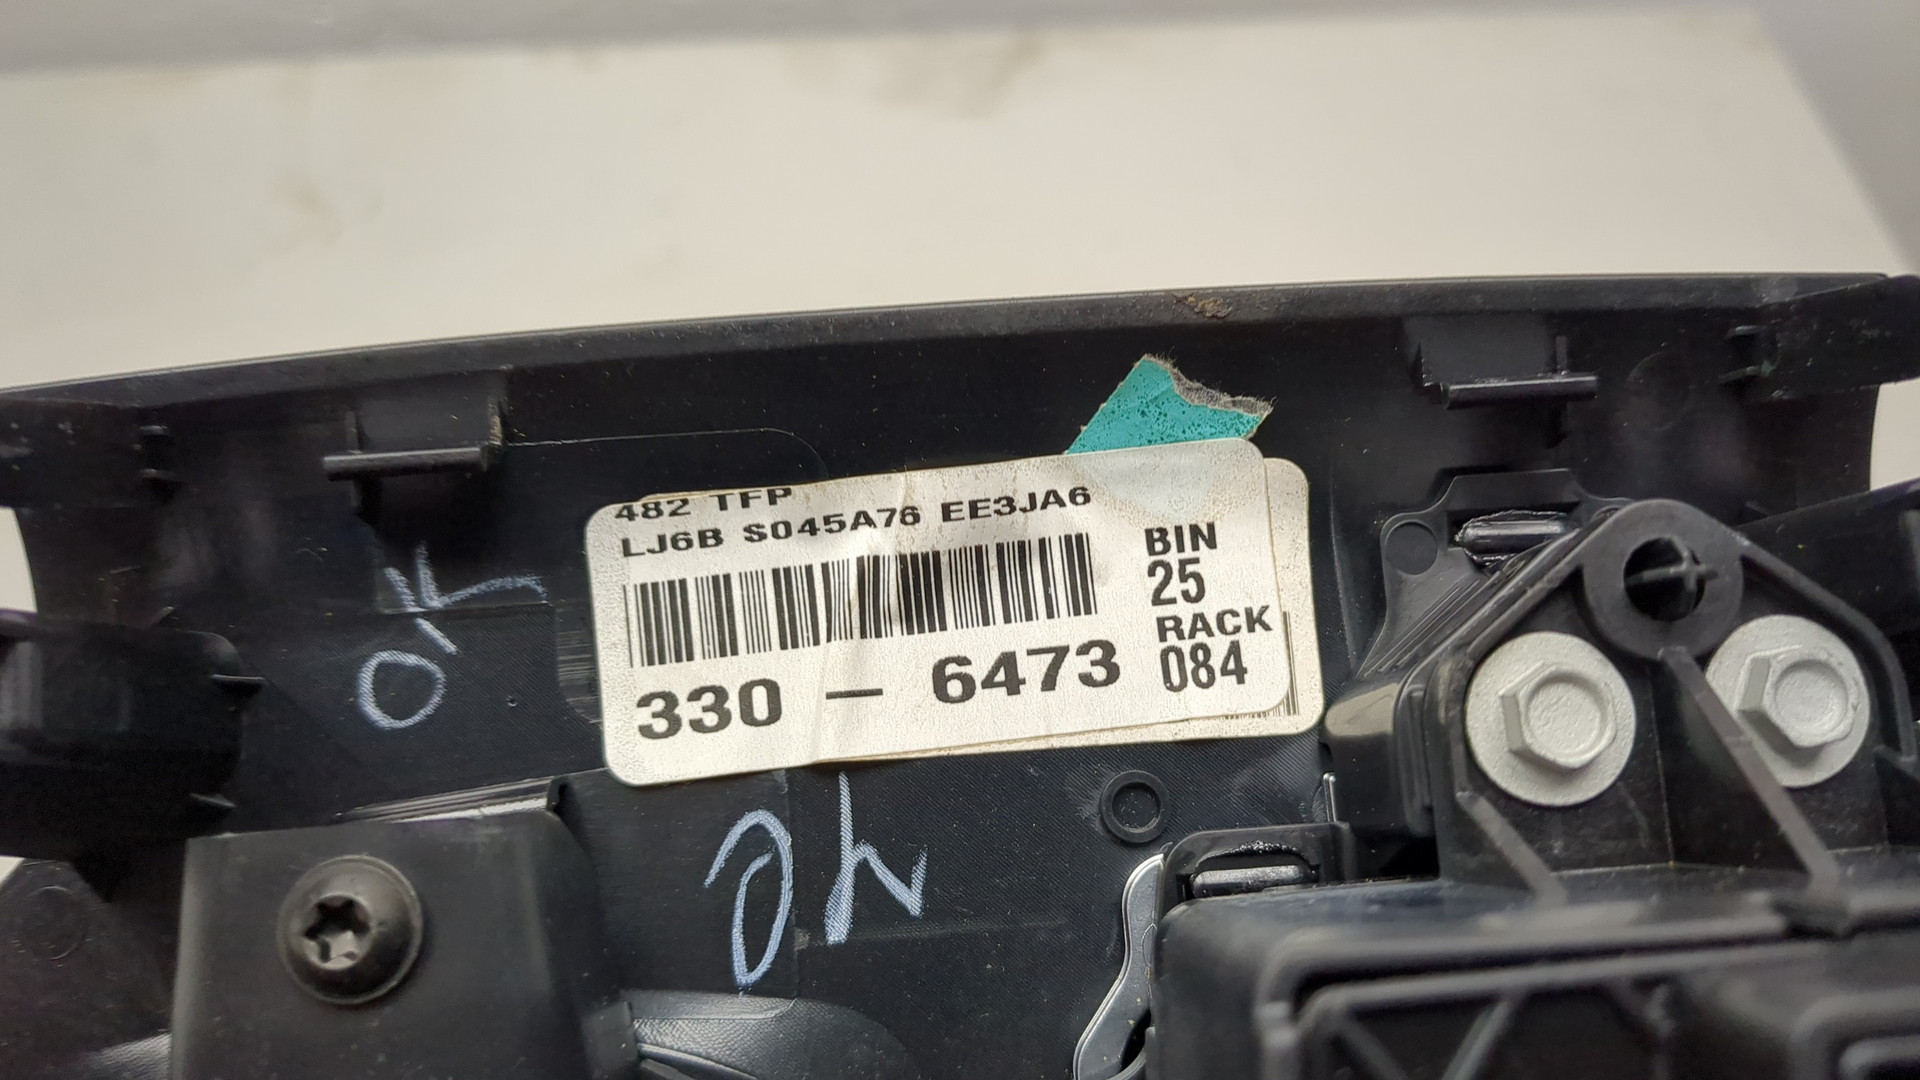 482 TFP
LJ6B S045A76 EE3JA6
330 — 6473
BIN
25
RACK
084
OK
OK